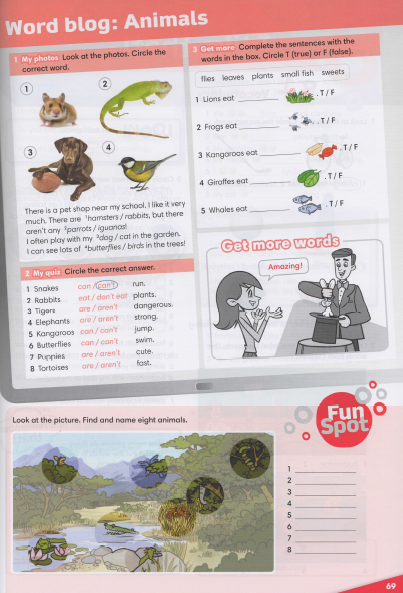 Word blog: Animals
1 My photos Look at the photos. Circle the
correct word.
1
2
3
4
There is a pet shop near my school. I like it very
much. There are ¹hamsters / rabbits, but there
aren't any ²parrots / iguanas!
I often play with my ³dog / cat in the garden.
I can see lots of ⁴butterflies / birds in the trees!
2 My quiz Circle the correct answer.
1 Snakes can / can't run.
2 Rabbits eat / don't eat plants.
3 Tigers are / aren't dangerous.
4 Elephants are / aren't strong.
5 Kangaroos can / can't jump.
6 Butterflies can / can't swim.
7 Puppies are / aren't cute.
8 Tortoises are / aren't fast.
3 Get more Complete the sentences with the
words in the box. Circle T (true) or F (false).
flies leaves plants small fish sweets
1 Lions eat ________ . T / F
2 Frogs eat ________ . T / F
3 Kangaroos eat ________ . T / F
4 Giraffes eat ________ . T / F
5 Whales eat ________ . T / F
Get more words
Amazing!
Fun
Spot
Look at the picture. Find and name eight animals.
1 ________
2 ________
3 ________
4 ________
5 ________
6 ________
7 ________
8 ________
69